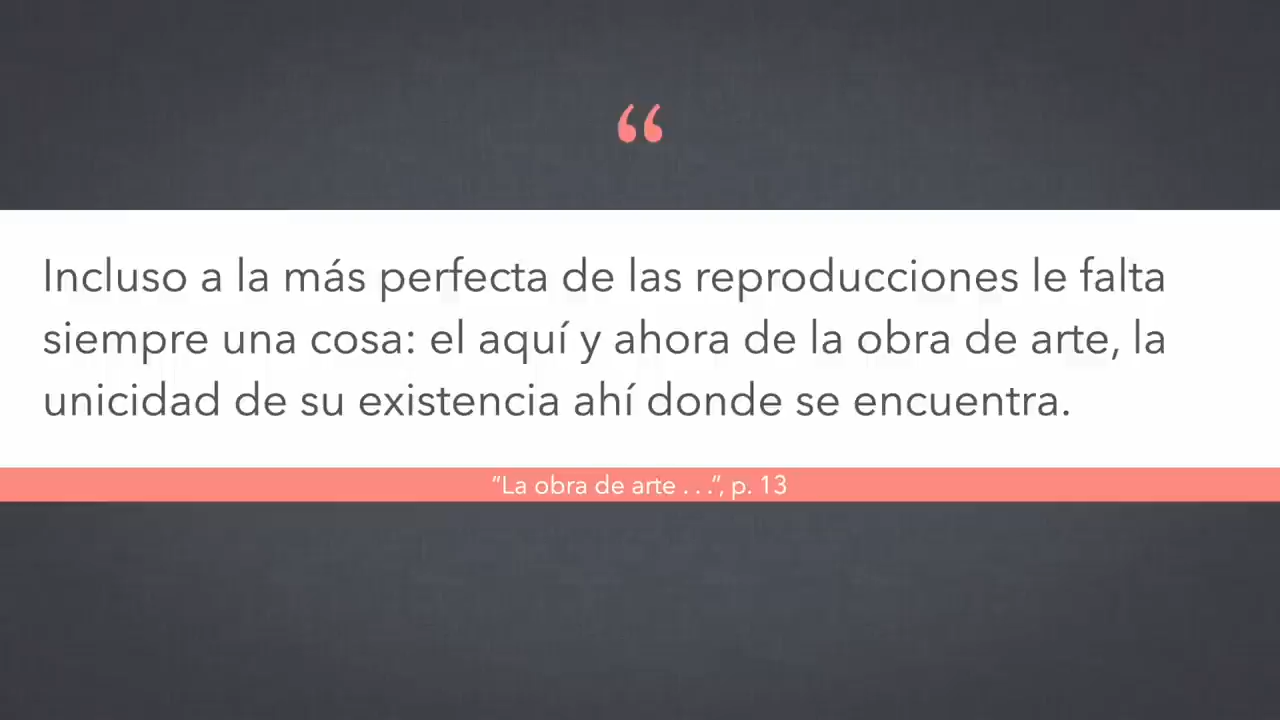 “
Incluso a la más perfecta de las reproducciones le falta
siempre una cosa: el aquí y ahora de la obra de arte, la
unicidad de su existencia ahí donde se encuentra.
“La obra de arte . . .”, p. 13